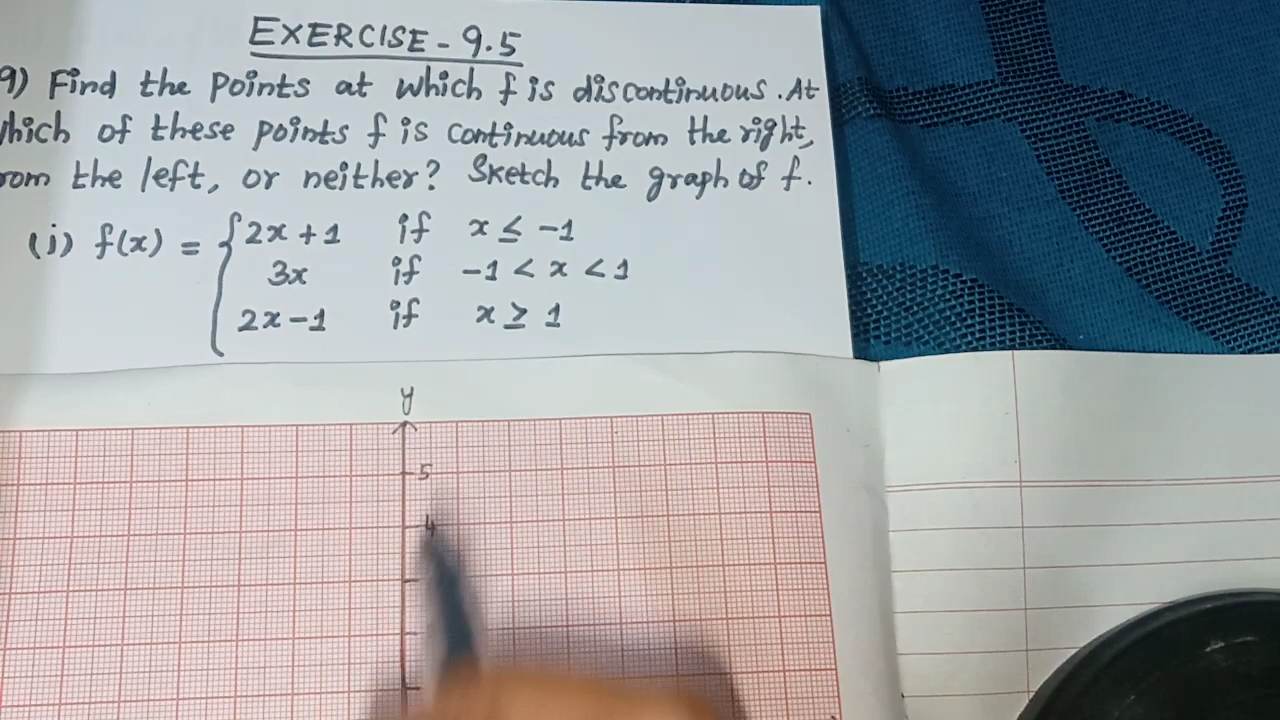 EXERCISE - 9.5
9) Find the points at which f is discontinuous. At
hich of these points f is continuous from the right,
rom the left, or neither? Sketch the graph of f.
(i) f(x) = { 2x + 1 if x ≤ -1
3x if -1 < x < 1
2x - 1 if x ≥ 1
y
5
4